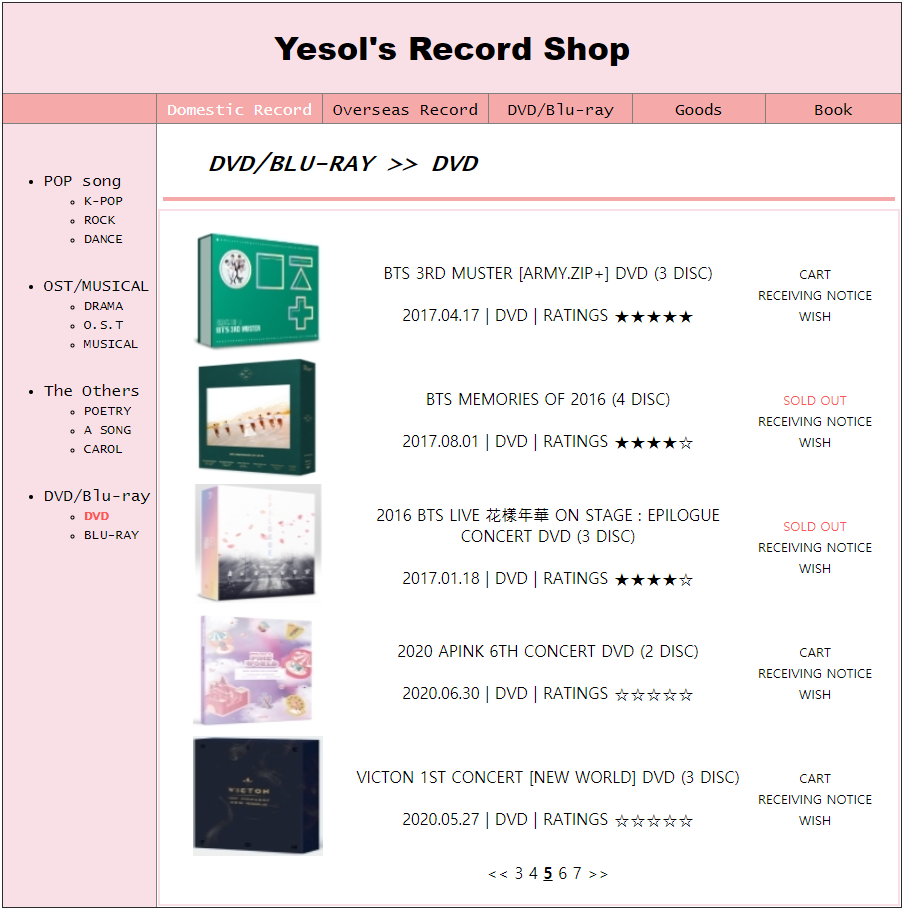 Yesol's Record Shop
Domestic Record
Overseas Record
DVD/Blu-ray
Goods
Book
POP song
K-POP
ROCK
DANCE
OST/MUSICAL
DRAMA
O.S.T
MUSICAL
The Others
POETRY
A SONG
CAROL
DVD/Blu-ray
DVD
BLU-RAY
DVD/BLU-RAY >> DVD
BTS 3RD MUSTER
BTS 3RD MUSTER [ARMY.ZIP+] DVD (3 DISC)
2017.04.17 | DVD | RATINGS ★★★★★
CART
RECEIVING NOTICE
WISH
BTS MEMORIES OF 2016 (4 DISC)
2017.08.01 | DVD | RATINGS ★★★★☆
SOLD OUT
RECEIVING NOTICE
WISH
2016 BTS LIVE 花樣年華 ON STAGE : EPILOGUE
CONCERT DVD (3 DISC)
2017.01.18 | DVD | RATINGS ★★★★☆
SOLD OUT
RECEIVING NOTICE
WISH
2020 APINK 6TH CONCERT DVD (2 DISC)
2020.06.30 | DVD | RATINGS ☆☆☆☆☆
CART
RECEIVING NOTICE
WISH
VICTON
VICTON 1ST CONCERT [NEW WORLD] DVD (3 DISC)
2020.05.27 | DVD | RATINGS ☆☆☆☆☆
CART
RECEIVING NOTICE
WISH
<< 3 4 5 6 7 >>